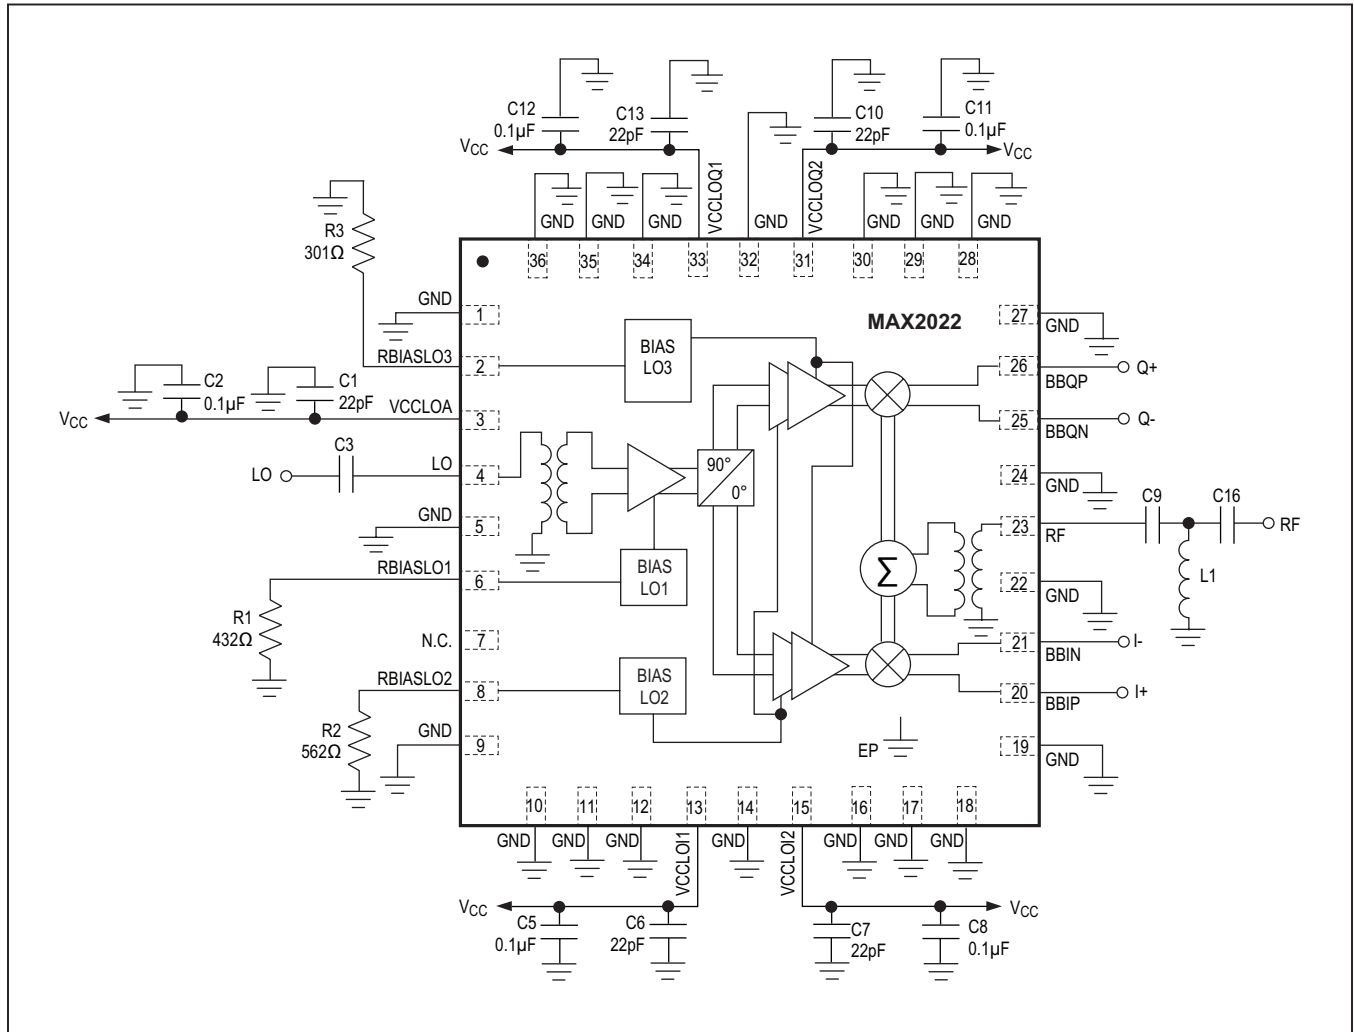 C12
0.1µF
C13
22pF
C10
22pF
C11
0.1µF
VCC
VCC
VCCLOQ1
VCCLOQ2
GND
GND
GND
GND
GND
GND
GND
R3
301Ω
36
35
34
33
32
31
30
29
28
GND
1
MAX2022
27
GND
RBIASLO3
2
BIAS
LO3
26
BBQP
Q+
C2
0.1µF
C1
22pF
VCC
VCCLOA
3
25
BBQN
Q-
LO
C3
LO
4
90°
0°
24
GND
GND
5
23
RF
C9
C16
RF
L1
Σ
RBIASLO1
6
BIAS
LO1
22
GND
R1
432Ω
N.C.
7
21
BBIN
I-
RBIASLO2
8
BIAS
LO2
20
BBIP
I+
R2
562Ω
GND
9
EP
19
GND
10
11
12
13
14
15
16
17
18
GND
GND
GND
VCCLOI1
GND
VCCLOI2
GND
GND
GND
VCC
VCC
C5
0.1µF
C6
22pF
C7
22pF
C8
0.1µF